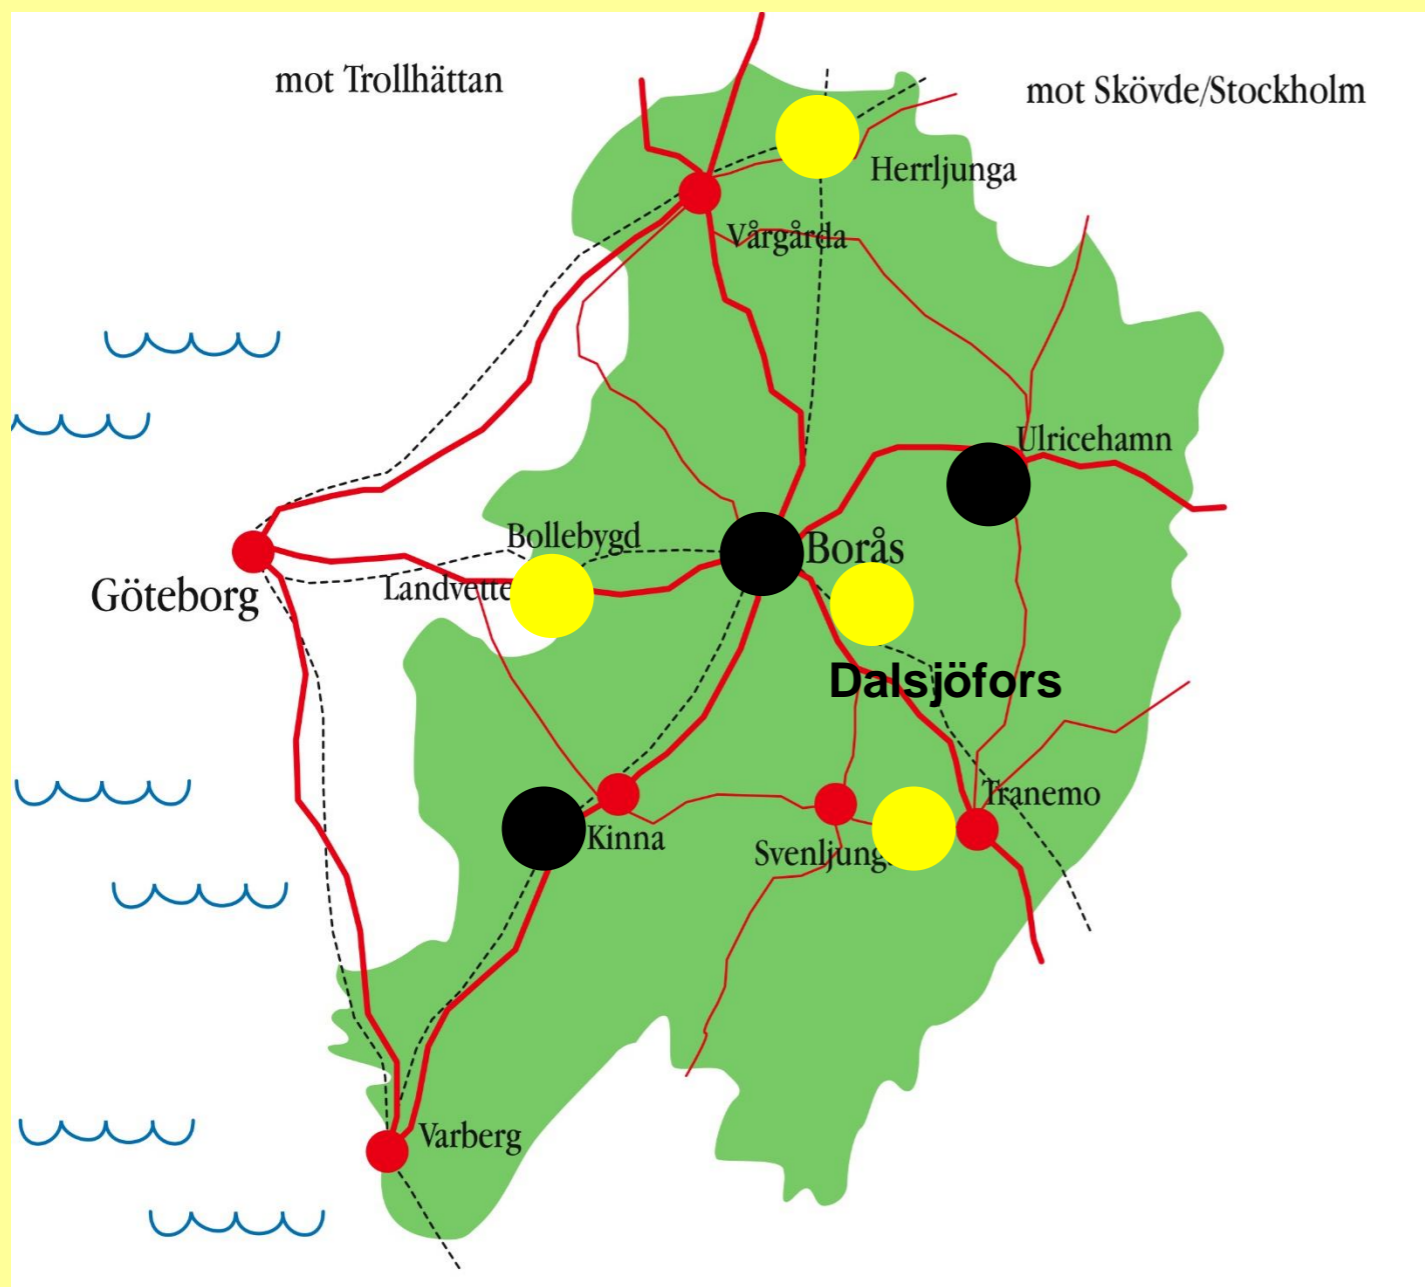 mot Trollhättan
mot Skövde/Stockholm
Herrljunga
Vårgårda
Ulricehamn
Bollebygd
Borås
Landvette
Göteborg
Dalsjöfors
Tranemo
Kinna
Svenljung
Varberg